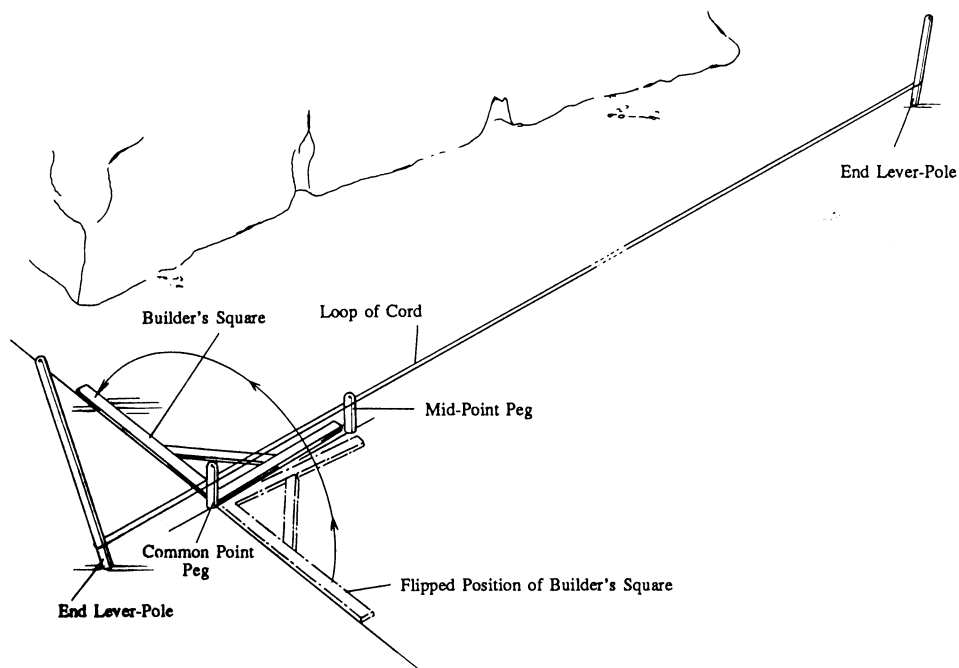 End Lever-Pole
Builder's Square
Loop of Cord
Mid-Point Peg
Common Point
Peg
Flipped Position of Builder's Square
End Lever-Pole